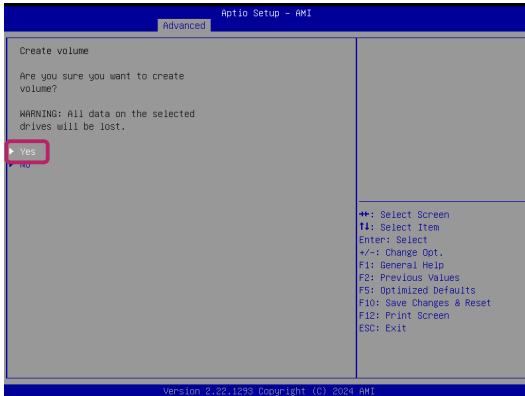 Aptio Setup - AMI
Advanced
Create volume
Are you sure you want to create
volume?
WARNING: All data on the selected
drives will be lost.
Yes
No
→←: Select Screen
↑↓: Select Item
Enter: Select
+/-: Change Opt.
F1: General Help
F2: Previous Values
F5: Optimized Defaults
F10: Save Changes & Reset
F12: Print Screen
ESC: Exit
Version 2.22.1293 Copyright (C) 2024 AMI